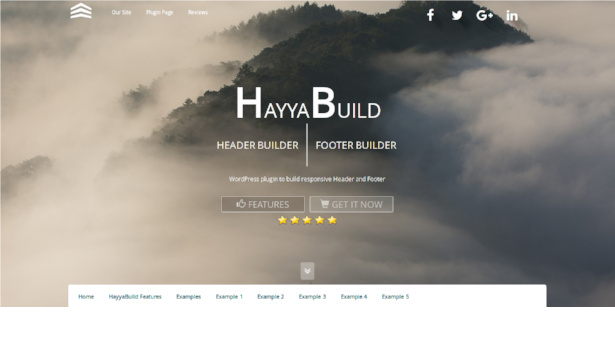 Our Site Plugin Page Reviews
HAYYABUILD
HEADER BUILDER FOOTER BUILDER
WordPress plugin to build responsive Header and Footer
FEATURES GET IT NOW
Home HayyaBuild Features Examples Example 1 Example 2 Example 3 Example 4 Example 5